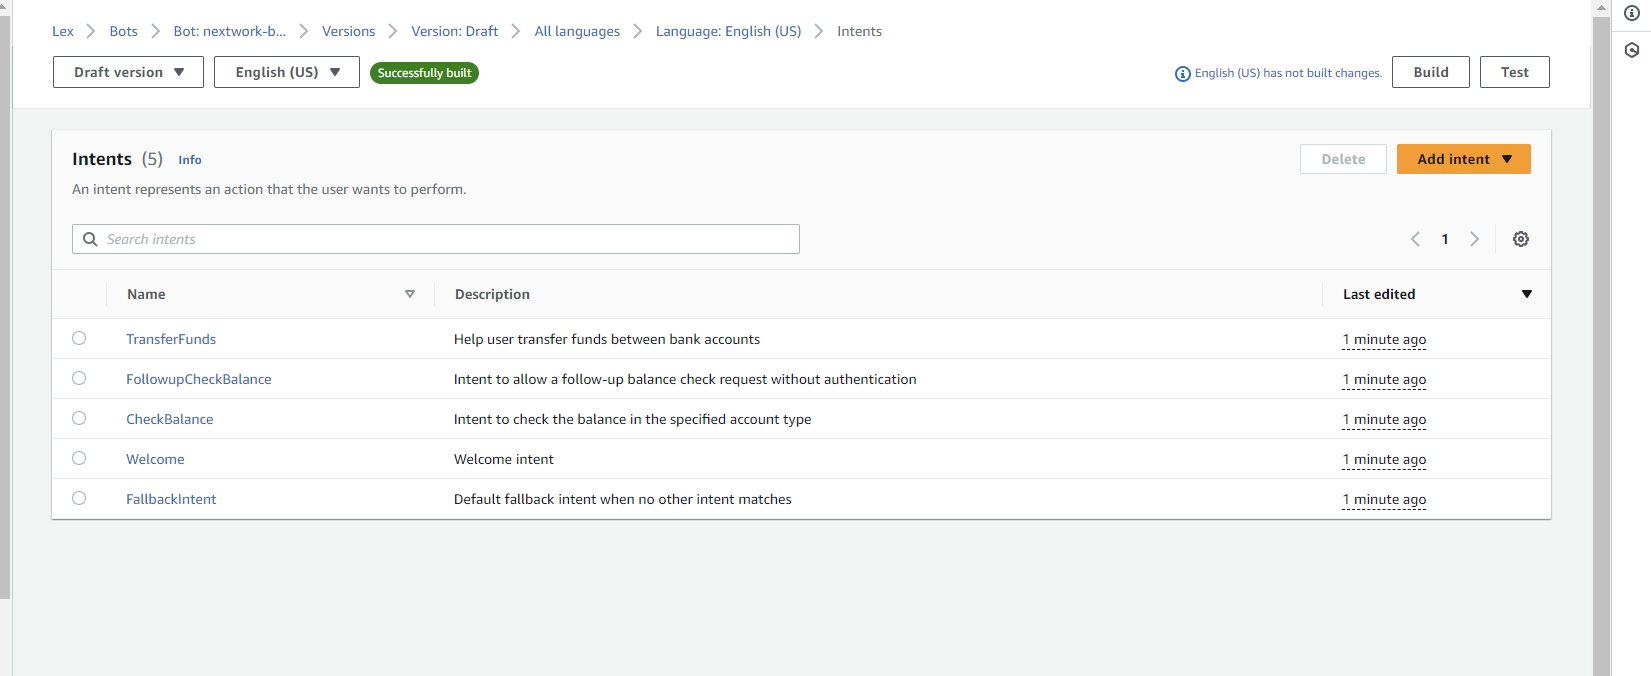 Lex > Bots > Bot: nextwork-b... > Versions > Version: Draft > All languages > Language: English (US) > Intents
Draft version English (US) Successfully built English (US) has not built changes. Build Test
Intents (5) Info Delete Add intent
An intent represents an action that the user wants to perform.
Search intents 1
Name Description Last edited
TransferFunds Help user transfer funds between bank accounts 1 minute ago
FollowupCheckBalance Intent to allow a follow-up balance check request without authentication 1 minute ago
CheckBalance Intent to check the balance in the specified account type 1 minute ago
Welcome Welcome intent 1 minute ago
FallbackIntent Default fallback intent when no other intent matches 1 minute ago